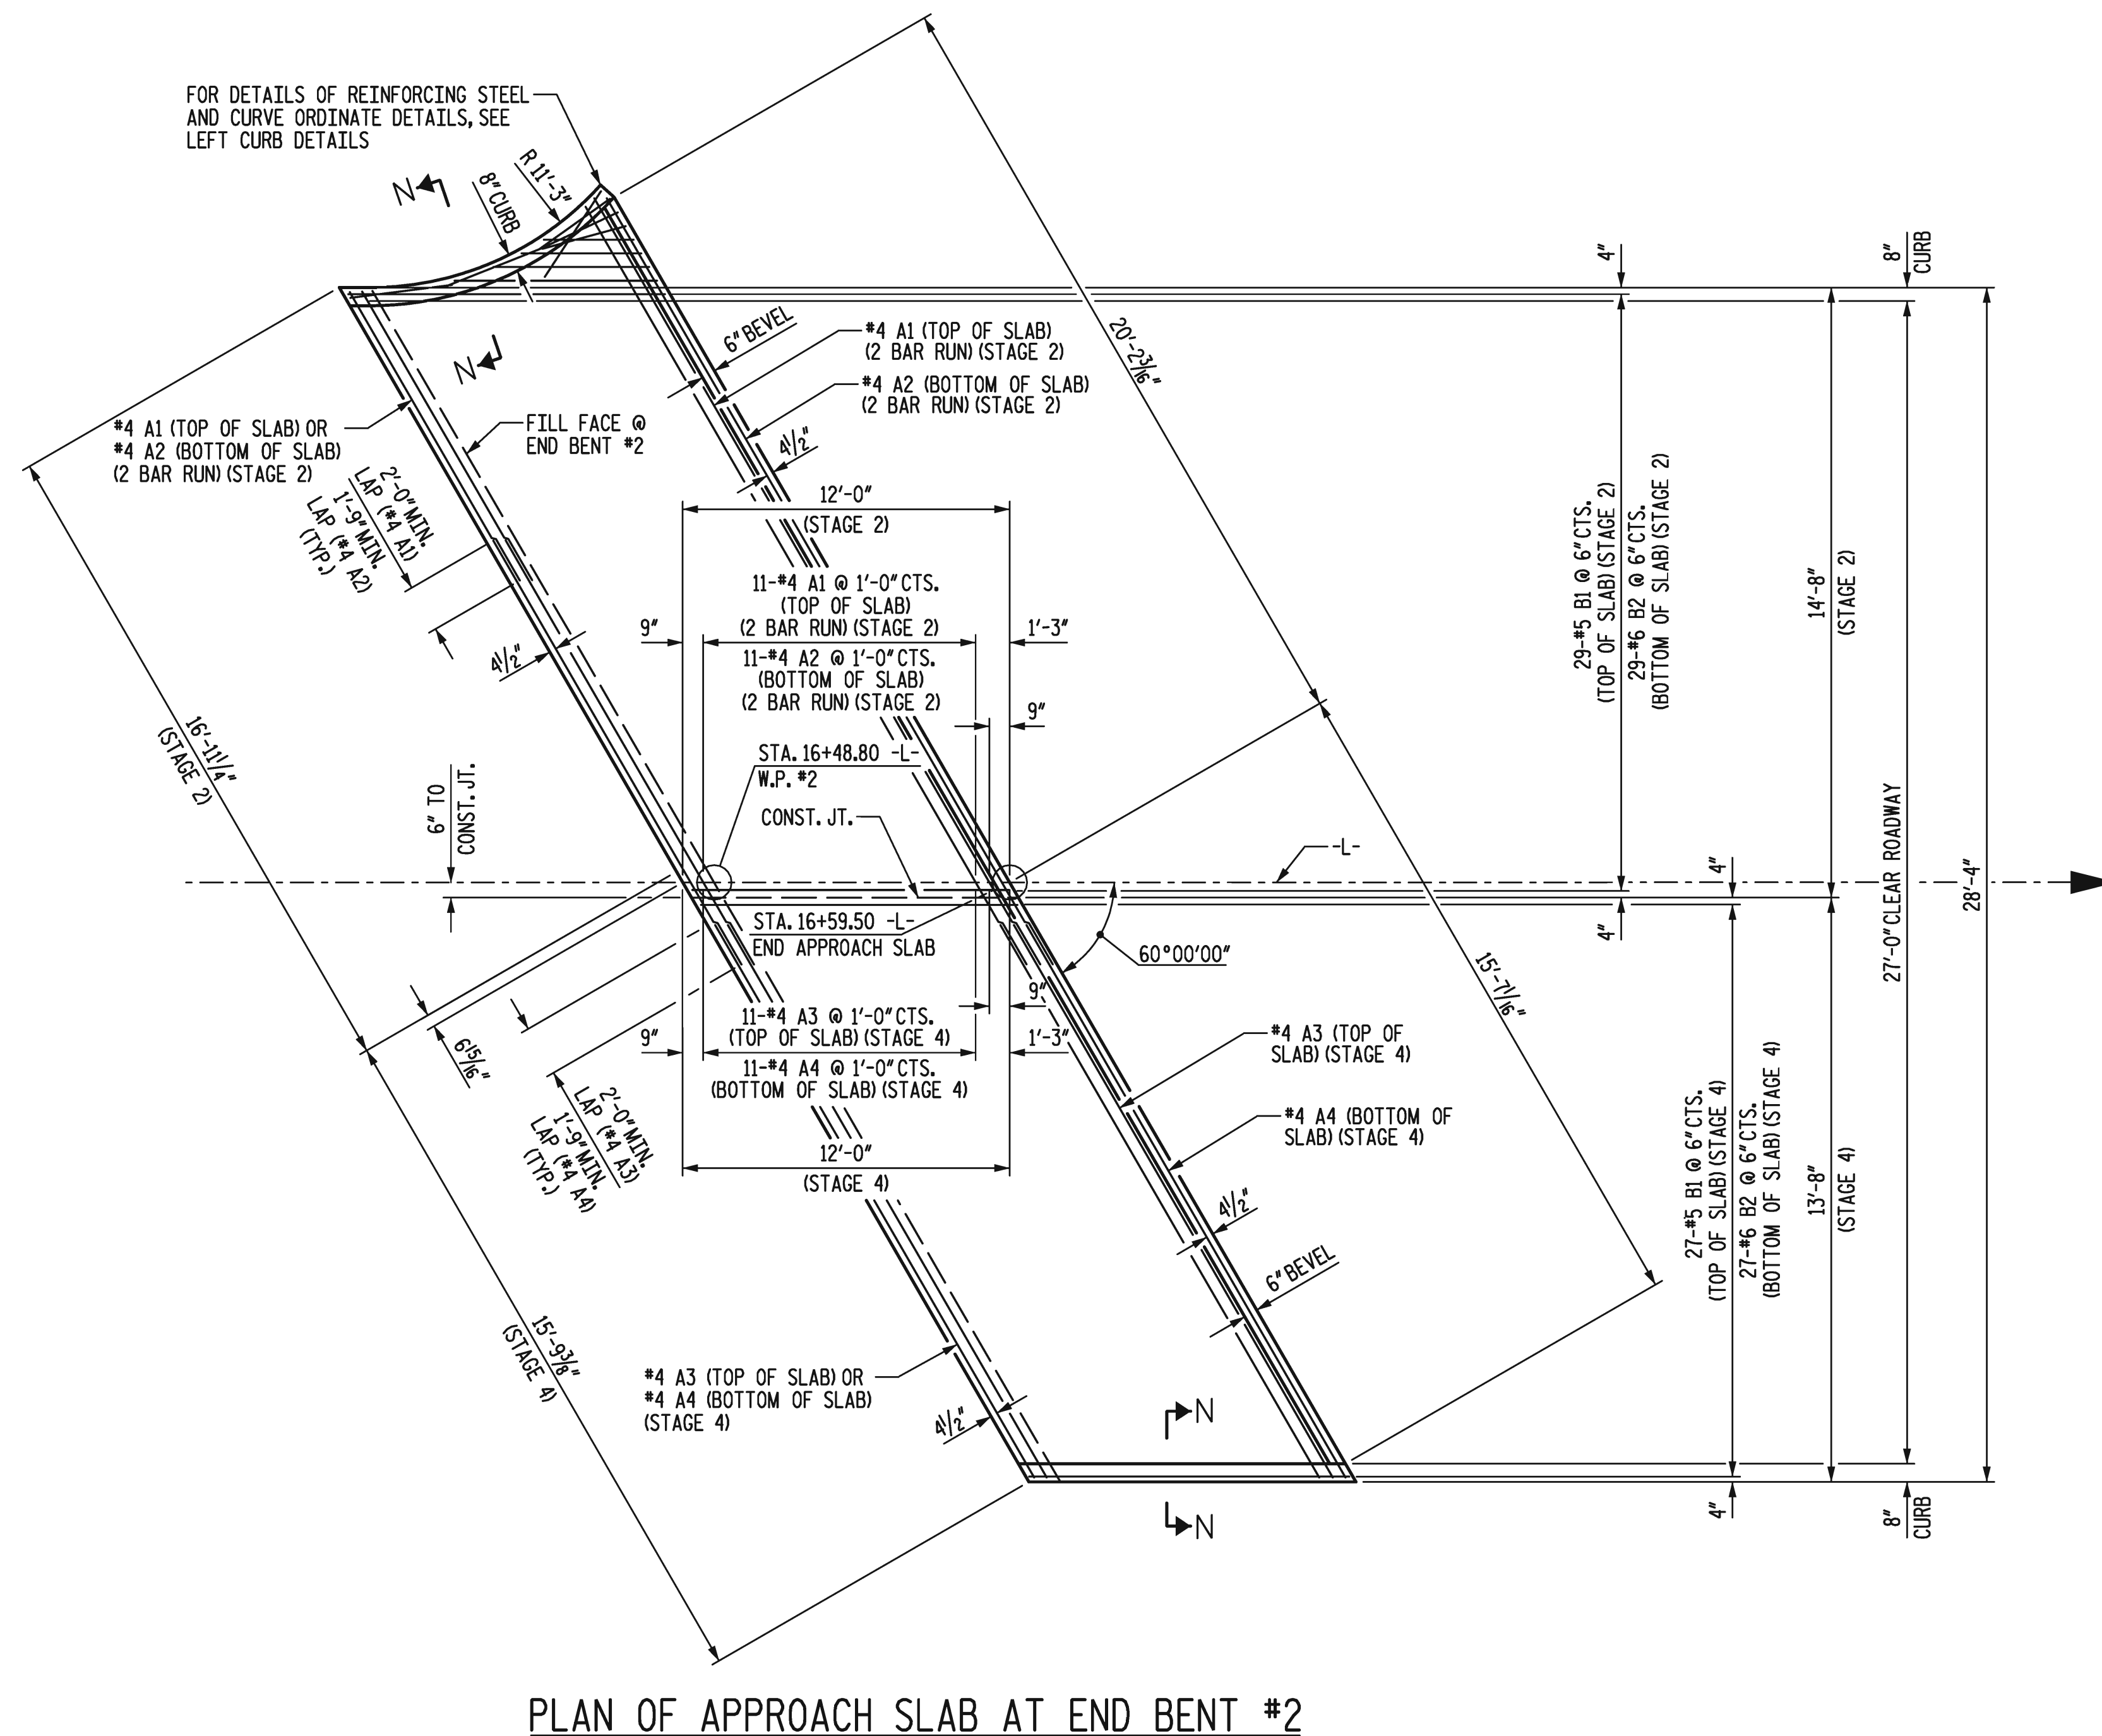 FOR DETAILS OF REINFORCING STEEL
AND CURVE ORDINATE DETAILS, SEE
LEFT CURB DETAILS
N
8" CURB
R 11'-3"
N
6" BEVEL
#4 A1 (TOP OF SLAB)
(2 BAR RUN) (STAGE 2)
#4 A2 (BOTTOM OF SLAB)
(2 BAR RUN) (STAGE 2)
4½"
20'-2 3/16"
4"
8"
CURB
#4 A1 (TOP OF SLAB) OR
#4 A2 (BOTTOM OF SLAB)
(2 BAR RUN) (STAGE 2)
FILL FACE @
END BENT #2
2'-0" MIN.
LAP (#4 A1)
1'-9" MIN.
LAP (#4 A2)
(TYP.)
4½"
12'-0"
(STAGE 2)
11-#4 A1 @ 1'-0" CTS.
(TOP OF SLAB)
(2 BAR RUN) (STAGE 2)
9"
1'-3"
11-#4 A2 @ 1'-0" CTS.
(BOTTOM OF SLAB)
(2 BAR RUN) (STAGE 2)
9"
29-#5 B1 @ 6" CTS.
(TOP OF SLAB) (STAGE 2)
29-#6 B2 @ 6" CTS.
(BOTTOM OF SLAB) (STAGE 2)
14'-8"
(STAGE 2)
16'-11¼"
(STAGE 2)
6" TO
CONST. JT.
STA. 16+48.80 -L-
W.P. #2
CONST. JT.
-L-
4"
4"
27'-0" CLEAR ROADWAY
28'-4"
STA. 16+59.50 -L-
END APPROACH SLAB
60°00'00"
15'-7 1/16"
6 15/16"
9"
9"
11-#4 A3 @ 1'-0" CTS.
(TOP OF SLAB) (STAGE 4)
1'-3"
11-#4 A4 @ 1'-0" CTS.
(BOTTOM OF SLAB) (STAGE 4)
#4 A3 (TOP OF
SLAB) (STAGE 4)
#4 A4 (BOTTOM OF
SLAB) (STAGE 4)
2'-0" MIN.
LAP (#4 A3)
1'-9" MIN.
LAP (#4 A4)
(TYP.)
12'-0"
(STAGE 4)
4½"
6" BEVEL
27-#5 B1 @ 6" CTS.
(TOP OF SLAB) (STAGE 4)
27-#6 B2 @ 6" CTS.
(BOTTOM OF SLAB) (STAGE 4)
13'-8"
(STAGE 4)
15'-9⅜"
(STAGE 4)
#4 A3 (TOP OF SLAB) OR
#4 A4 (BOTTOM OF SLAB)
(STAGE 4)
4½"
N
N
4"
8"
CURB
PLAN OF APPROACH SLAB AT END BENT #2